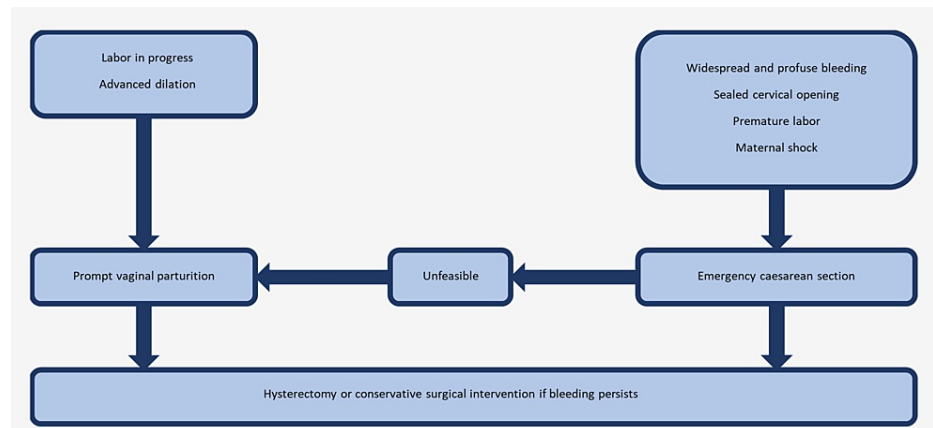 Labor in progress
Advanced dilation
Widespread and profuse bleeding
Sealed cervical opening
Premature labor
Maternal shock
Prompt vaginal parturition
Unfeasible
Emergency caesarean section
Hysterectomy or conservative surgical intervention if bleeding persists